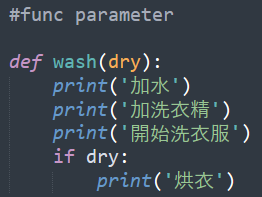 #func parameter
def wash(dry):
    print('加水')
    print('加洗衣精')
    print('開始洗衣服')
    if dry:
        print('烘衣')